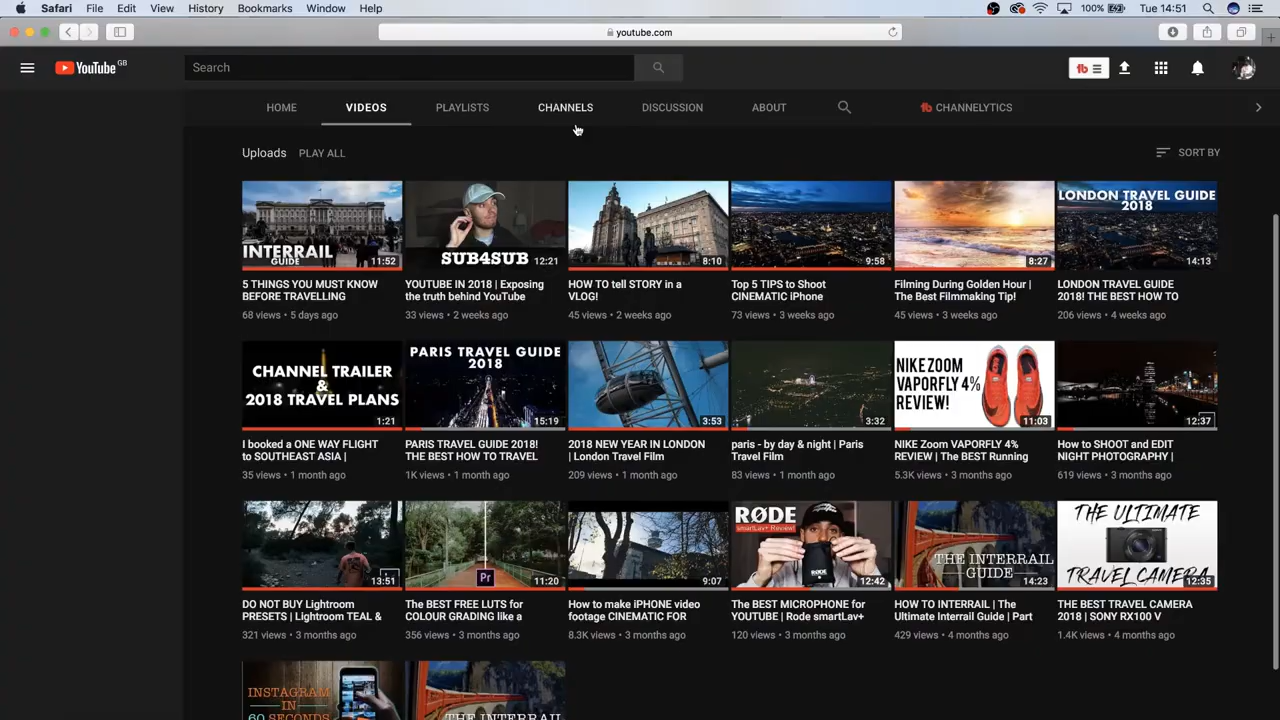 Safari File Edit View History Bookmarks Window Help 100% Tue 14:51
youtube.com
YouTube GB Search
HOME VIDEOS PLAYLISTS CHANNELS DISCUSSION ABOUT CHANNELYTICS
Uploads PLAY ALL SORT BY
INTERRAIL
GUIDE 11:52
SUB4SUB 12:21
8:10
9:58
8:27
LONDON TRAVEL GUIDE
2018
14:13
5 THINGS YOU MUST KNOW
BEFORE TRAVELLING
68 views • 5 days ago
YOUTUBE IN 2018 | Exposing
the truth behind YouTube
33 views • 2 weeks ago
HOW TO tell STORY in a
VLOG!
45 views • 2 weeks ago
Top 5 TIPS to Shoot
CINEMATIC iPhone
73 views • 3 weeks ago
Filming During Golden Hour |
The Best Filmmaking Tip!
45 views • 3 weeks ago
LONDON TRAVEL GUIDE
2018! THE BEST HOW TO
206 views • 4 weeks ago
CHANNEL TRAILER
&
2018 TRAVEL PLANS
1:21
PARIS TRAVEL GUIDE
2018
15:19
3:53
3:32
NIKE ZOOM
VAPORFLY 4%
REVIEW!
11:03
12:37
I booked a ONE WAY FLIGHT
to SOUTHEAST ASIA |
35 views • 1 month ago
PARIS TRAVEL GUIDE 2018!
THE BEST HOW TO TRAVEL
1K views • 1 month ago
2018 NEW YEAR IN LONDON
| London Travel Film
209 views • 1 month ago
paris - by day & night | Paris
Travel Film
83 views • 1 month ago
NIKE Zoom VAPORFLY 4%
REVIEW | The BEST Running
5.3K views • 3 months ago
How to SHOOT and EDIT
NIGHT PHOTOGRAPHY |
619 views • 3 months ago
13:51
Pr
11:20
9:07
RØDE
smartLav+ Review!
12:42
THE INTERRAIL
GUIDE 14:23
THE ULTIMATE
TRAVEL CAMERA
12:35
DO NOT BUY Lightroom
PRESETS | Lightroom TEAL &
321 views • 3 months ago
The BEST FREE LUTS for
COLOUR GRADING like a
356 views • 3 months ago
How to make iPHONE video
footage CINEMATIC FOR
8.3K views • 3 months ago
The BEST MICROPHONE for
YOUTUBE | Rode smartLav+
120 views • 3 months ago
HOW TO INTERRAIL | The
Ultimate Interrail Guide | Part
429 views • 4 months ago
THE BEST TRAVEL CAMERA
2018 | SONY RX100 V
1.4K views • 4 months ago
INSTAGRAM
IN
60 SECONDS
THE INTERRAIL